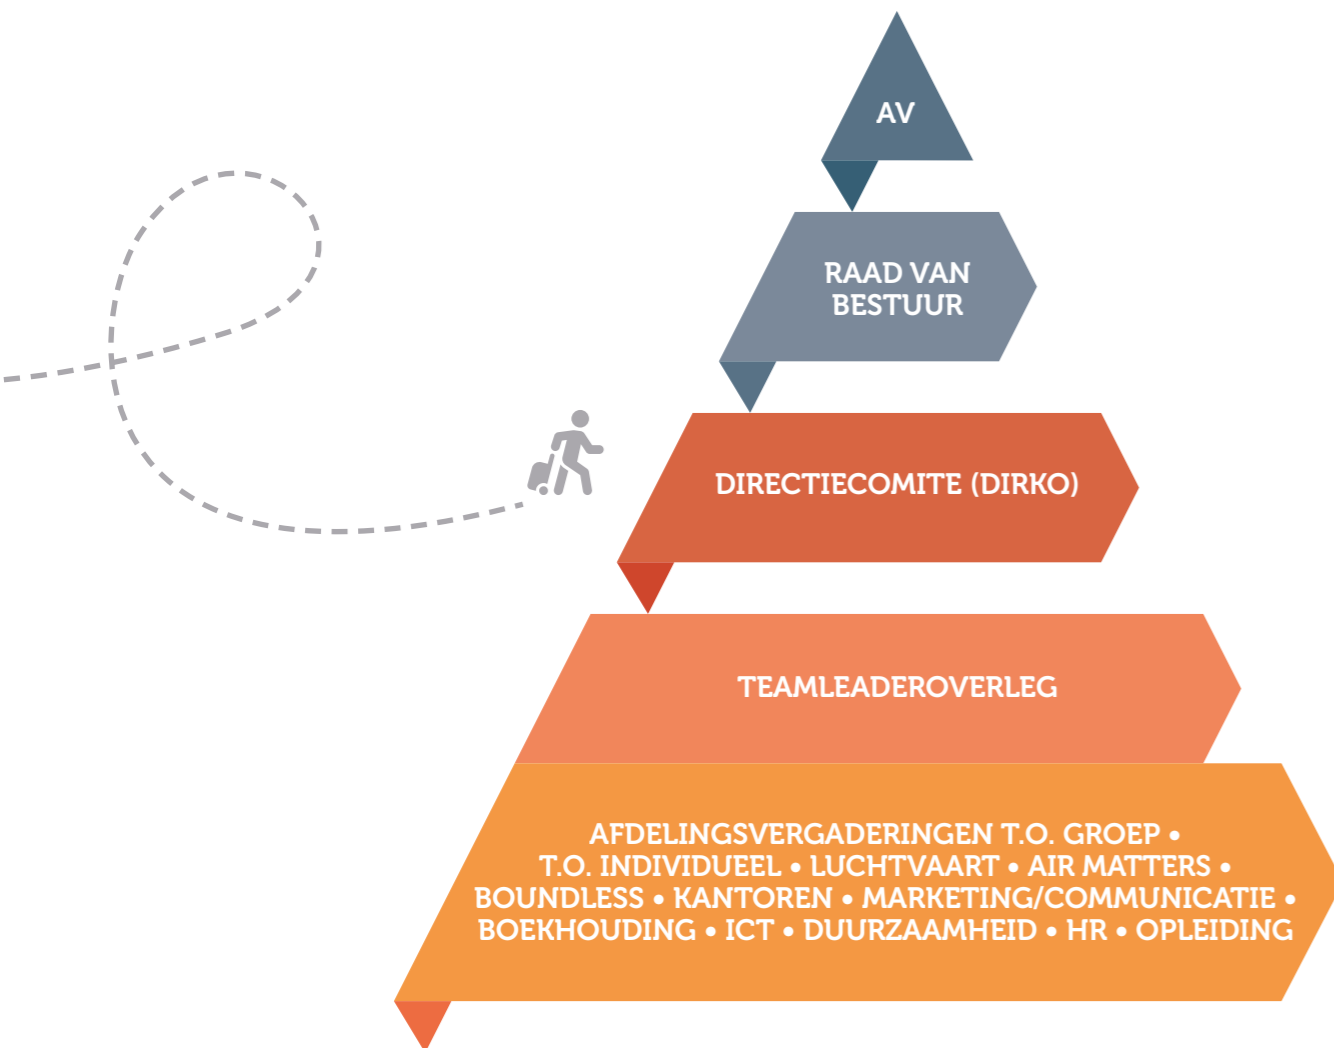 AV
RAAD VAN
BESTUUR
DIRECTIECOMITE (DIRKO)
TEAMLEADEROVERLEG
AFDELINGSVERGADERINGEN T.O. GROEP •
T.O. INDIVIDUEEL • LUCHTVAART • AIR MATTERS •
BOUNDLESS • KANTOREN • MARKETING/COMMUNICATIE •
BOEKHOUDING • ICT • DUURZAAMHEID • HR • OPLEIDING